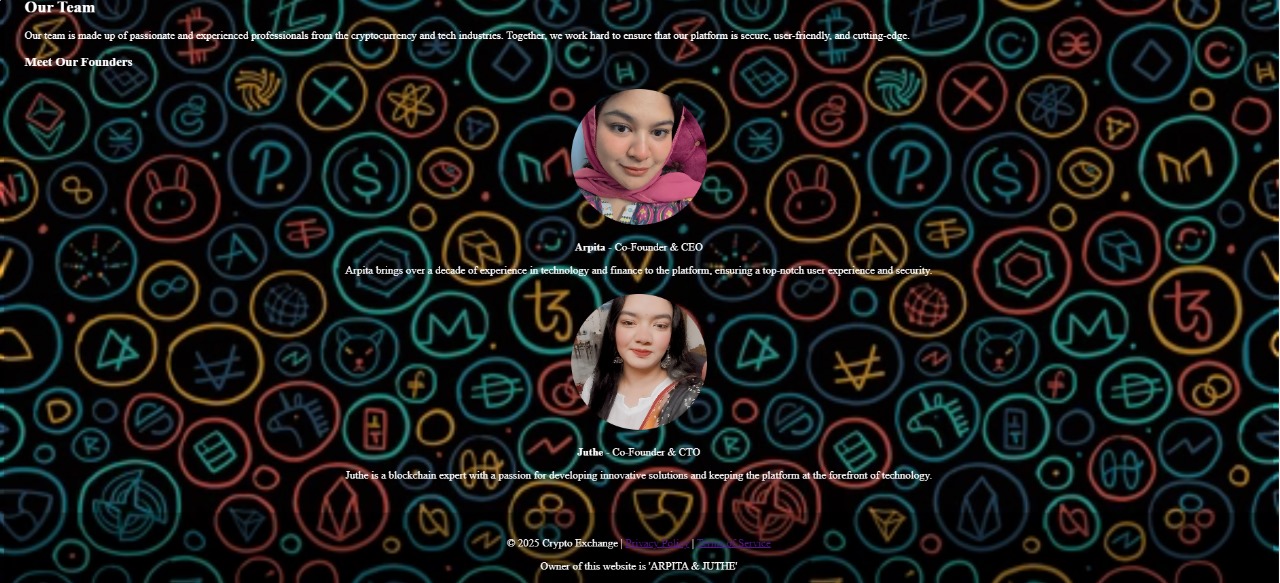 Our Team
Our team is made up of passionate and experienced professionals from the cryptocurrency and tech industries. Together, we work hard to ensure that our platform is secure, user-friendly, and cutting-edge.
Meet Our Founders
Arpita - Co-Founder & CEO
Arpita brings over a decade of experience in technology and finance to the platform, ensuring a top-notch user experience and security.
Juthe - Co-Founder & CTO
Juthe is a blockchain expert with a passion for developing innovative solutions and keeping the platform at the forefront of technology.
© 2025 Crypto Exchange | Privacy Policy | Terms of Service
Owner of this website is 'ARPITA & JUTHE'